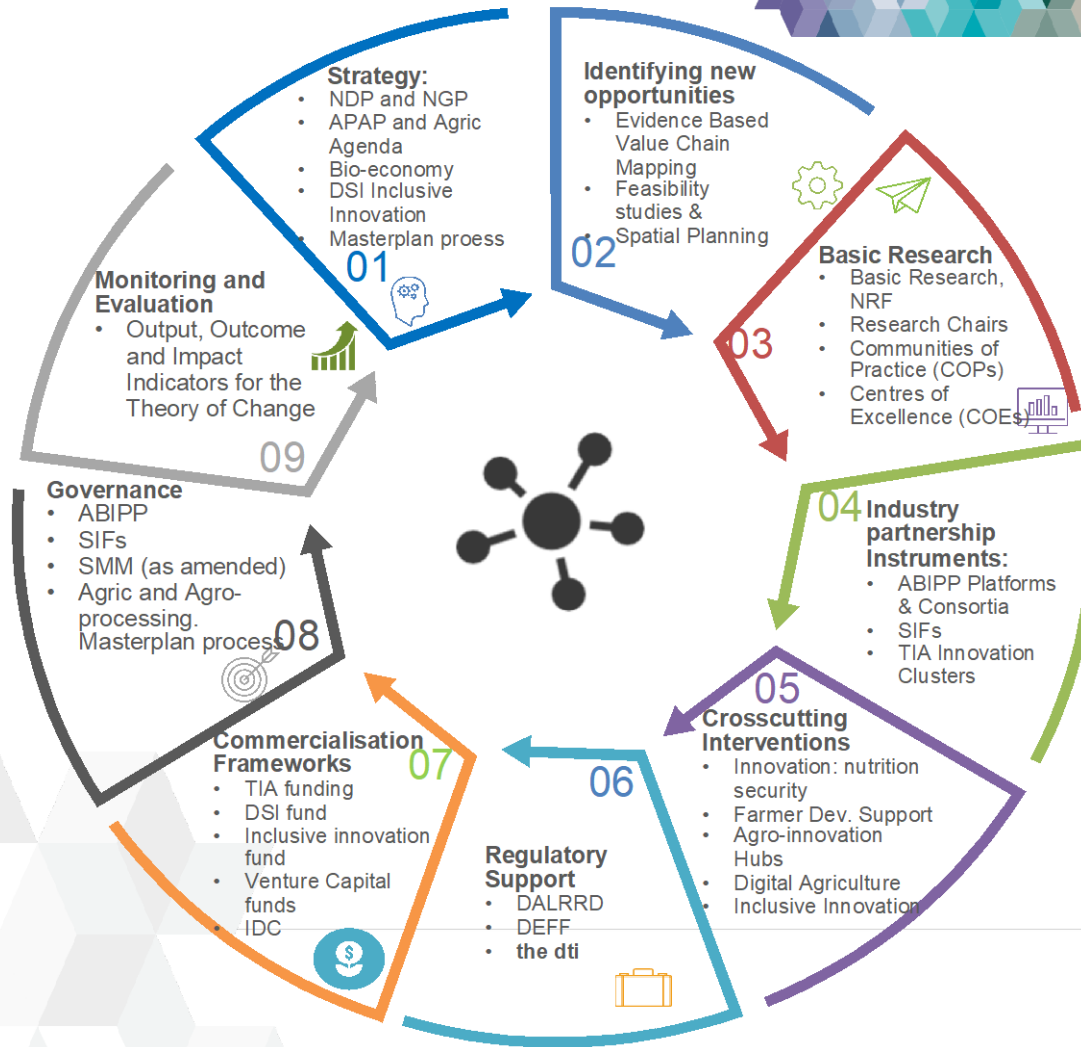 Strategy:
• NDP and NGP
• APAP and Agric
Agenda
• Bio-economy
• DSI Inclusive
Innovation
• Masterplan proess
01
Identifying new
opportunities
• Evidence Based
Value Chain
Mapping
• Feasibility
studies &
• Spatial Planning
02
Basic Research
• Basic Research,
NRF
• Research Chairs
• Communities of
Practice (COPs)
• Centres of
Excellence (COEs)
03
04
Industry
partnership
Instruments:
• ABIPP Platforms
& Consortia
• SIFs
• TIA Innovation
Clusters
05
Crosscutting
Interventions
• Innovation: nutrition
security
• Farmer Dev. Support
• Agro-innovation
Hubs
• Digital Agriculture
• Inclusive Innovation
06
Regulatory
Support
• DALRRD
• DEFF
• the dti
07
Commercialisation
Frameworks
• TIA funding
• DSI fund
• Inclusive innovation
fund
• Venture Capital
funds
• IDC
$
Governance
• ABIPP
• SIFs
• SMM (as amended)
• Agric and Agro-
processing.
Masterplan process
08
Monitoring and
Evaluation
• Output, Outcome
and Impact
Indicators for the
Theory of Change
09